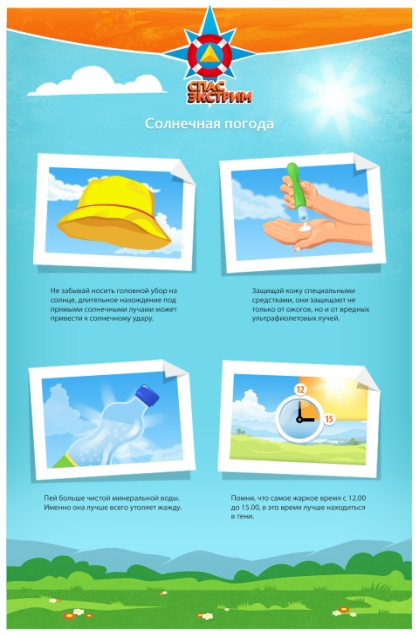 СПАС
ЭКСТРИМ
Солнечная погода
Не забывай носить головной убор на
солнце, длительное нахождение под
прямыми солнечными лучами может
привести к солнечному удару.
Защищай кожу специальными
средствами, они защищают не
только от ожогов, но и от вредных
ультрафиолетовых лучей.
12
15
Пей больше чистой минеральной воды.
Именно она лучше всего утоляет жажду.
Помни, что самое жаркое время с 12.00
до 15.00, в это время лучше находиться
в тени.